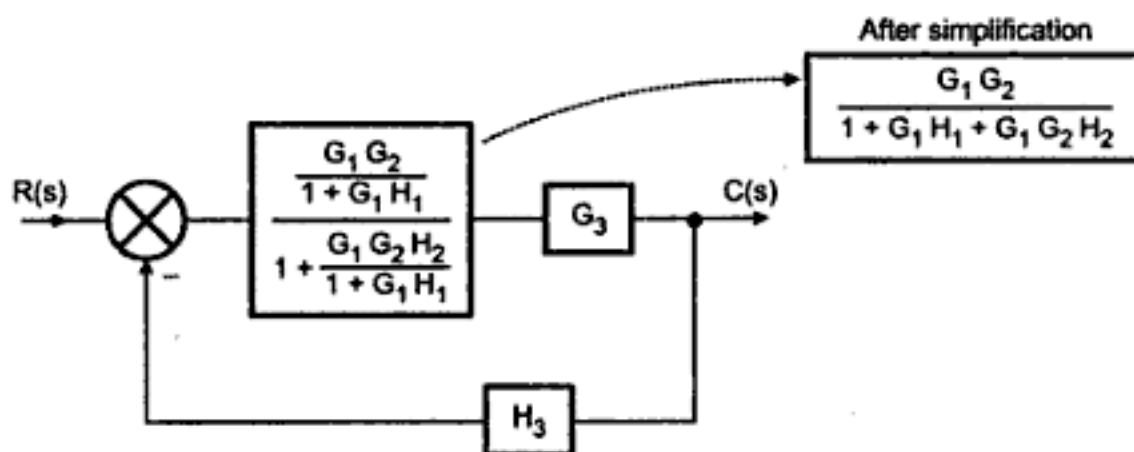 After simplification
G₁ G₂
1 + G₁ H₁ + G₁ G₂ H₂
G₁ G₂
1 + G₁ H₁
R(s)
G₃
C(s)
1 + G₁ G₂ H₂
1 + G₁ H₁
–
H₃